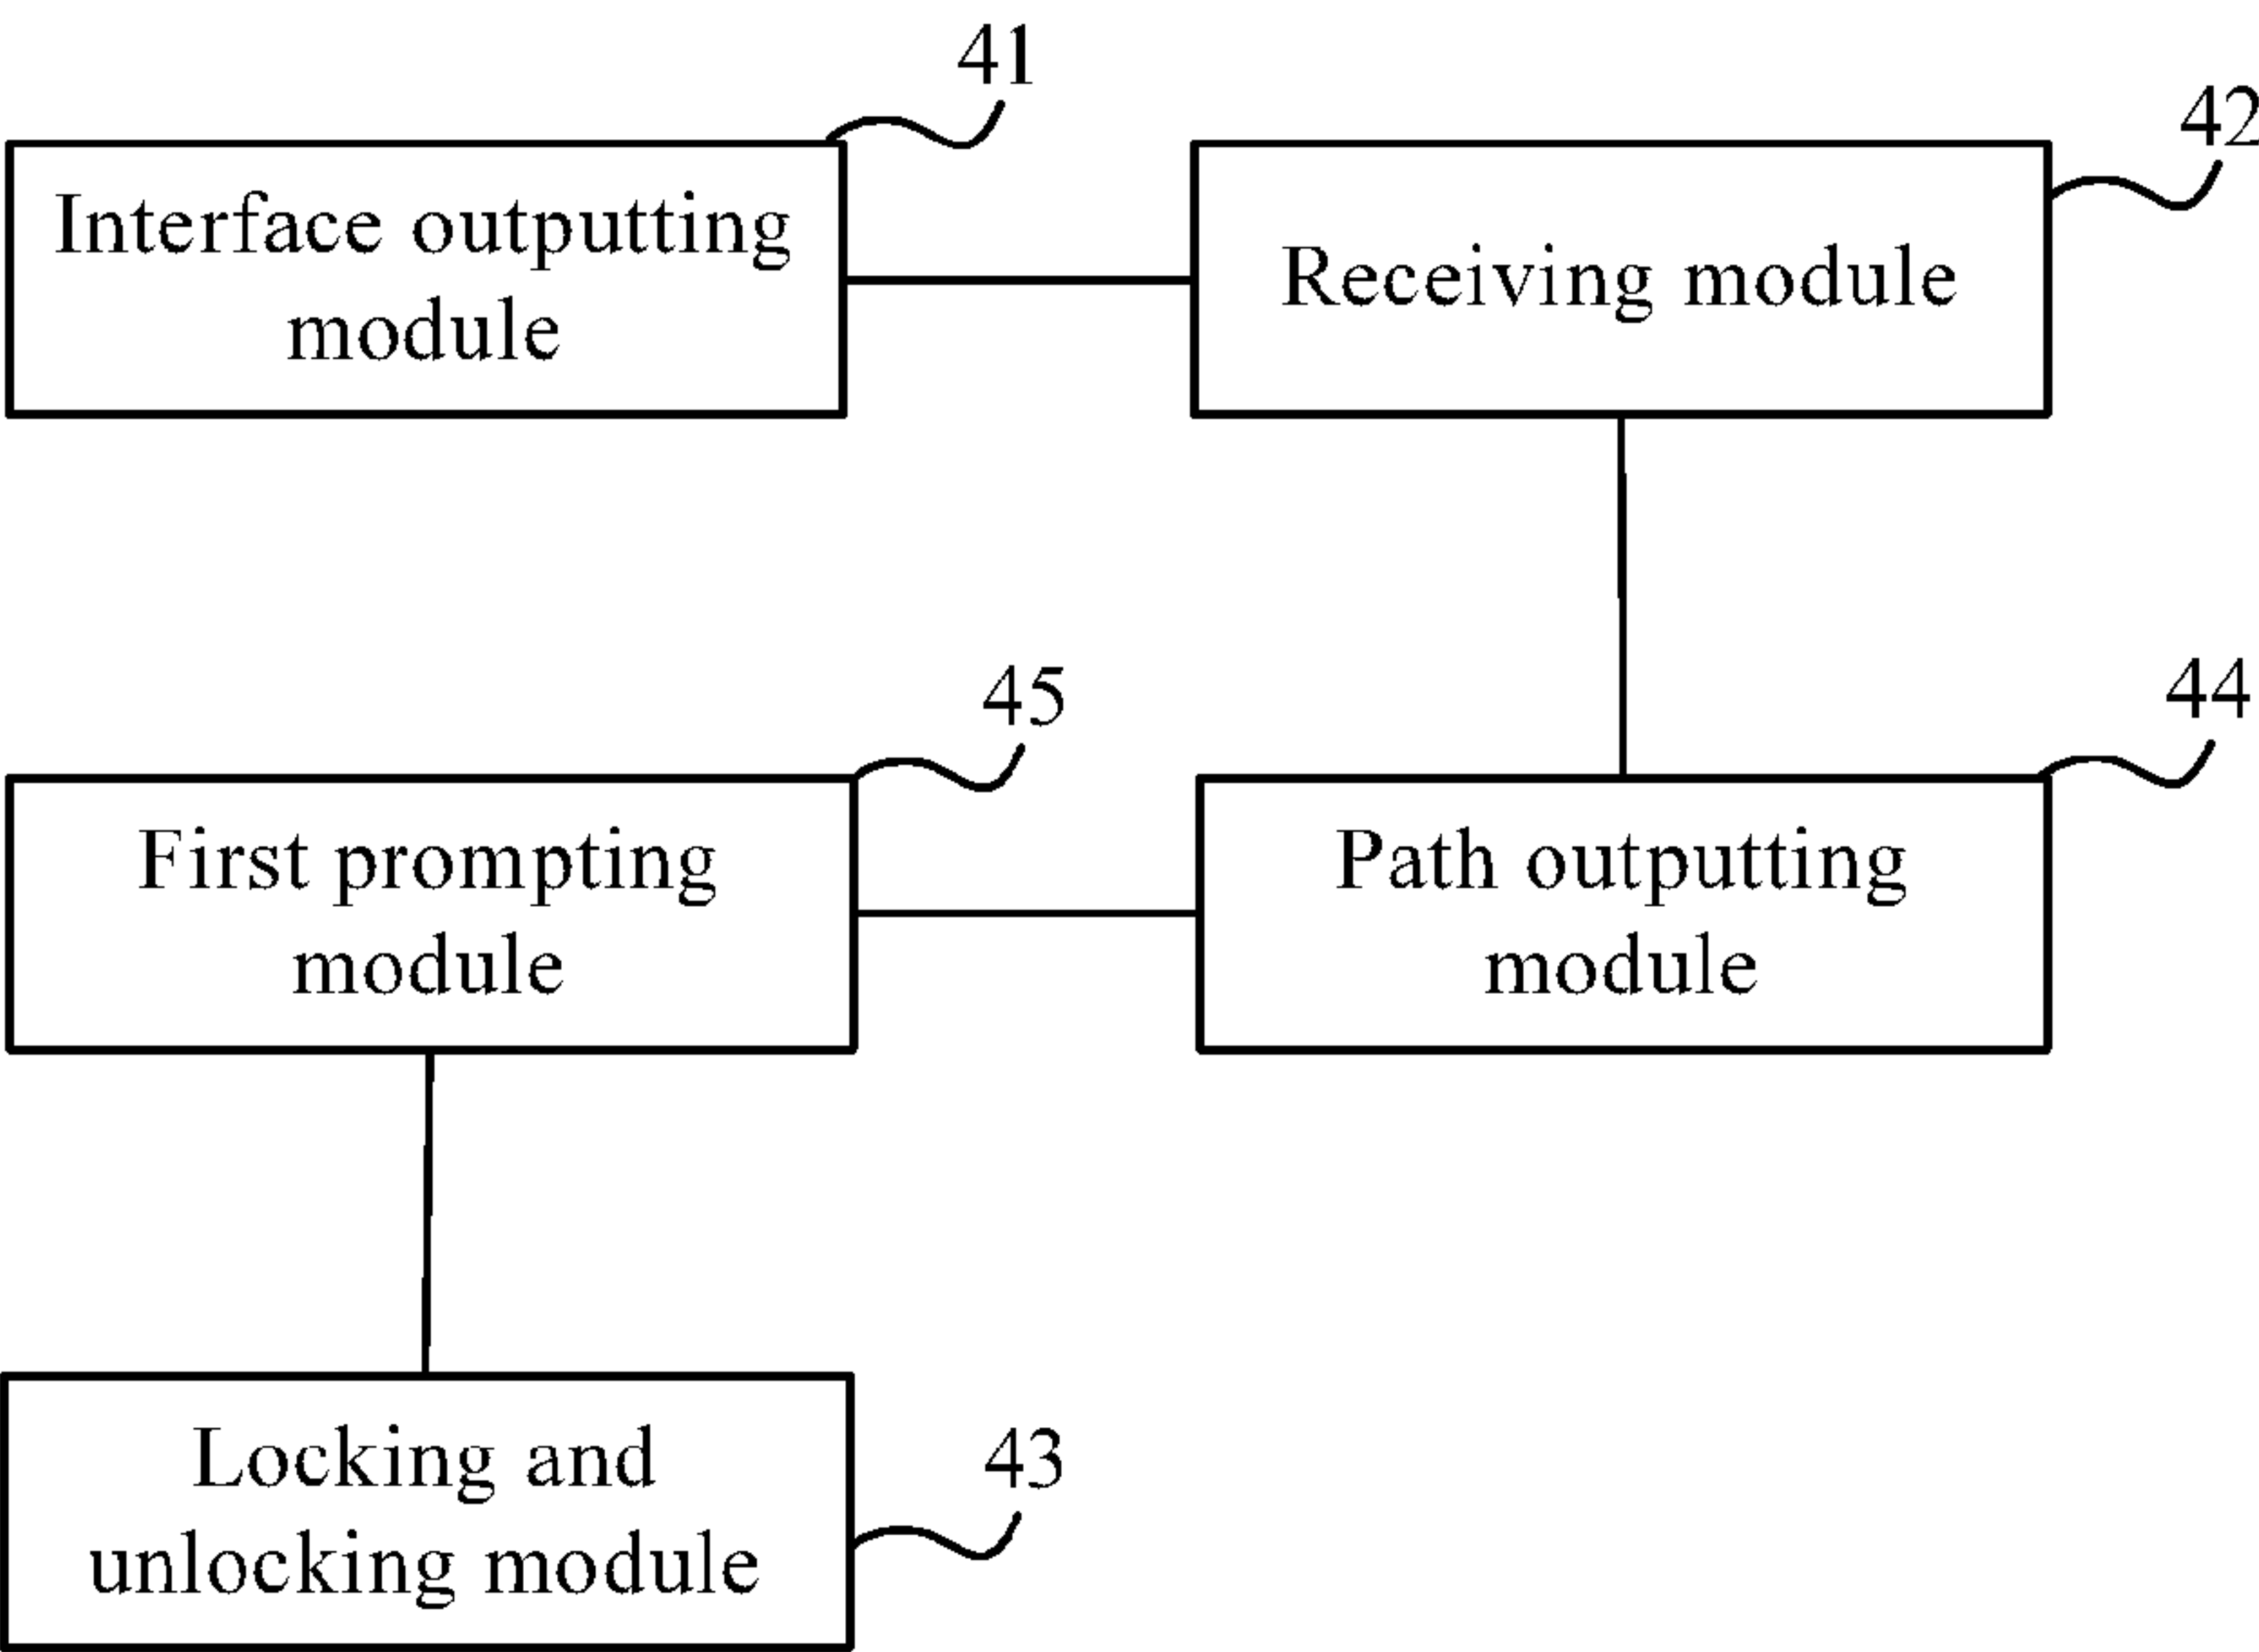 41
42
Interface outputting
module
Receiving module
45
44
First prompting
module
Path outputting
module
Locking and
unlocking module
43